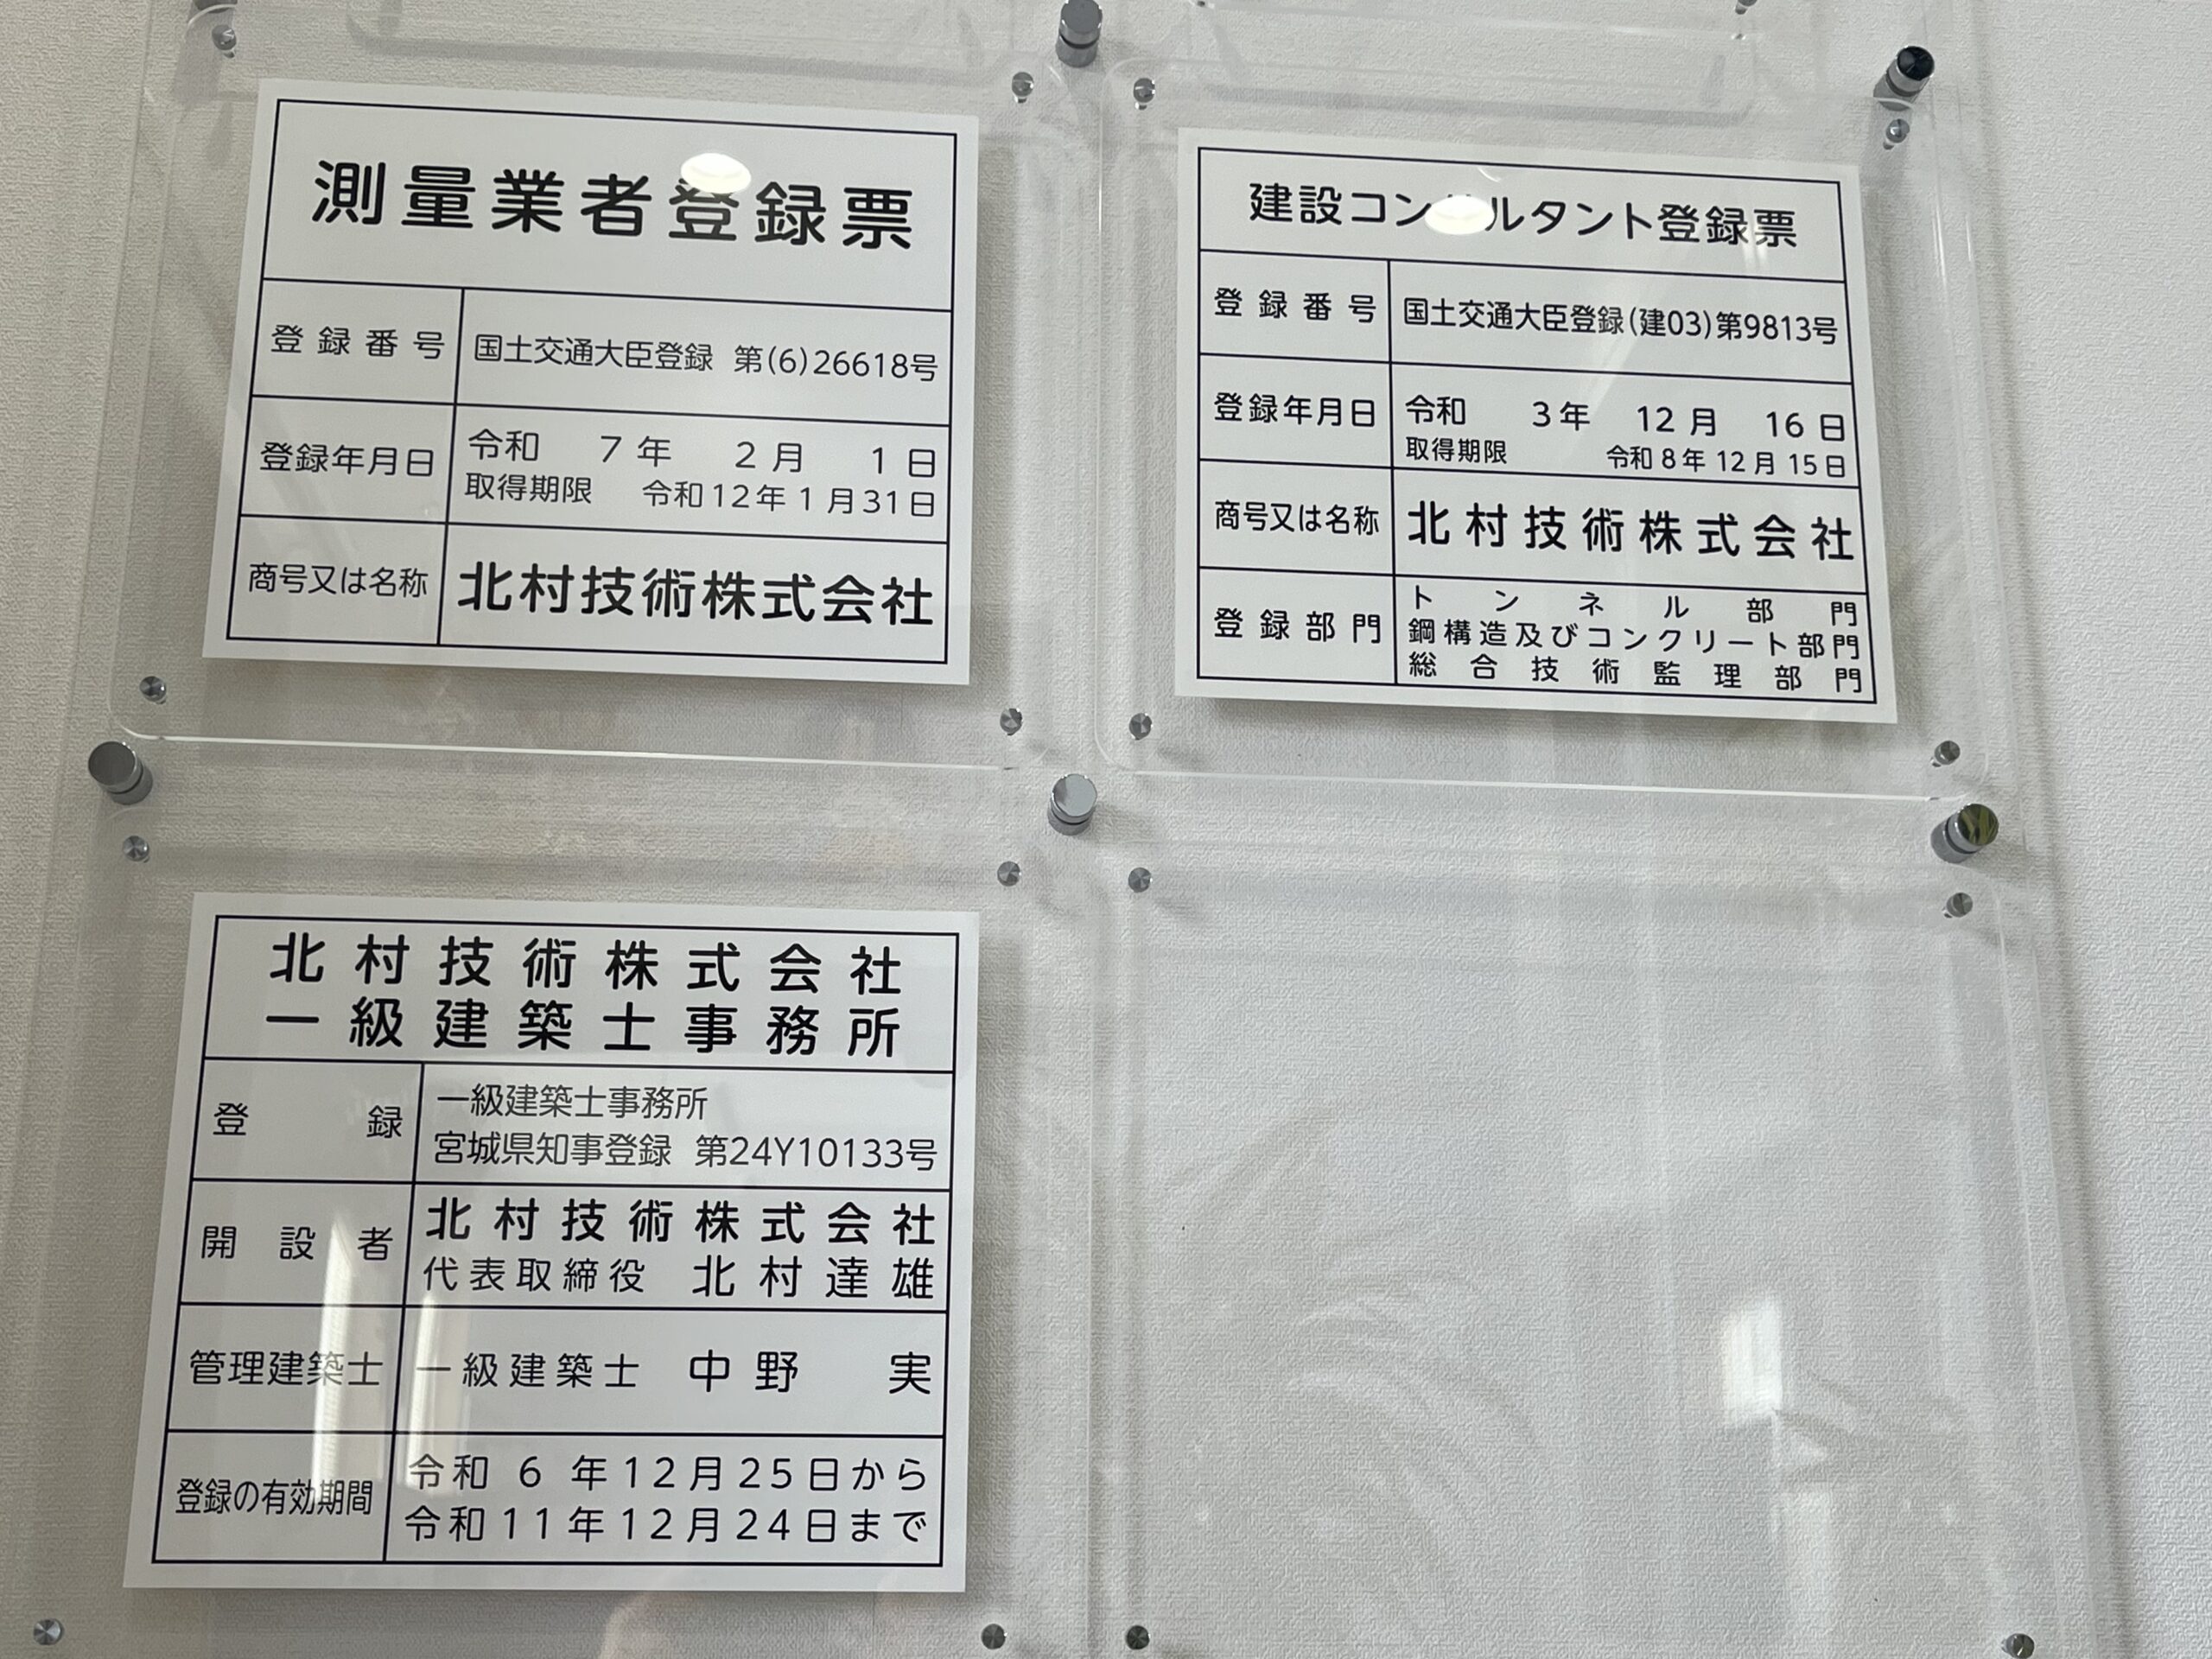 測量業者登録票
登録番号 国土交通大臣登録 第(6)26618号
登録年月日 令和 7年 2月 1日
取得期限 令和12年1月31日
商号又は名称 北村技術株式会社
建設コンサルタント登録票
登録番号 国土交通大臣登録(建03)第9813号
登録年月日 令和 3年 12月 16日
取得期限 令和8年12月15日
商号又は名称 北村技術株式会社
登録部門 トンネル部門
鋼構造及びコンクリート部門
総合技術監理部門
北村技術株式会社
一級建築士事務所
登録 一級建築士事務所
宮城県知事登録 第24Y10133号
開設者 北村技術株式会社
代表取締役 北村達雄
管理建築士 一級建築士 中野 実
登録の有効期間 令和 6 年12月25日から
令和11年12月24日まで